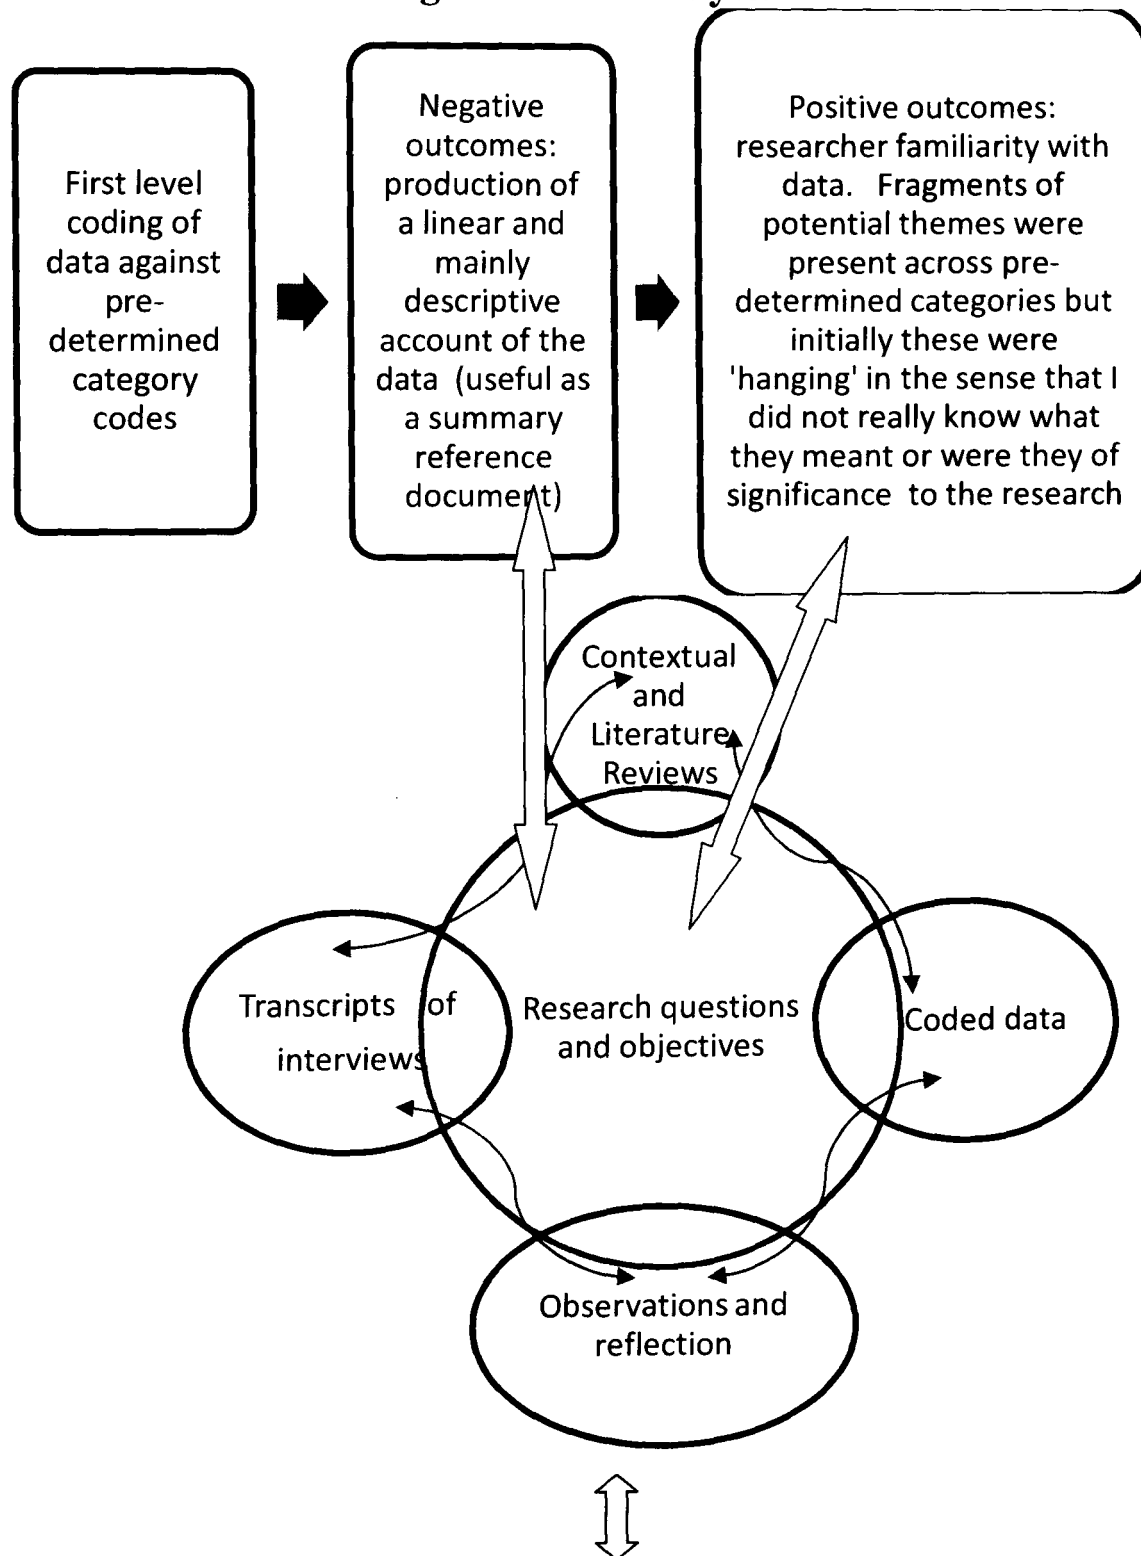 First level
coding of
data against
pre-
determined
category
codes
Negative
outcomes:
production of
a linear and
mainly
descriptive
account of the
data (useful as
a summary
reference
document)
Positive outcomes:
researcher familiarity with
data. Fragments of
potential themes were
present across pre-
determined categories but
initially these were
'hanging' in the sense that I
did not really know what
they meant or were they of
significance to the research
Contextual
and
Literature
Reviews
Transcripts of
interviews
Research questions
and objectives
Coded data
Observations and
reflection